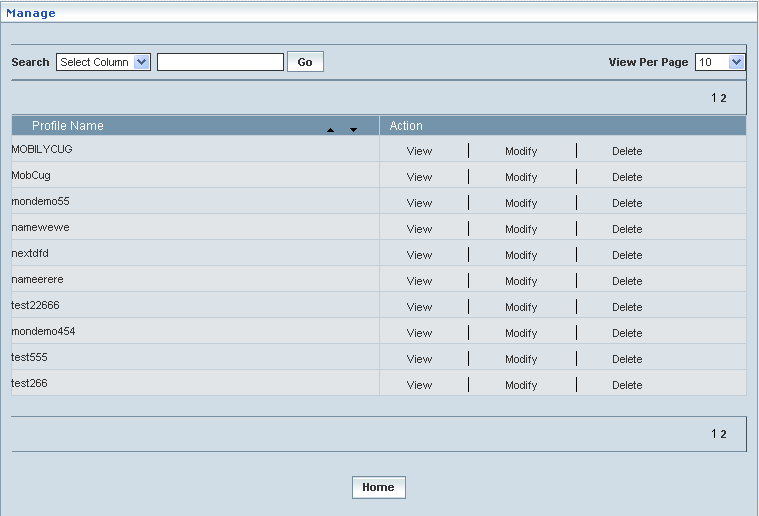 Manage
Search Select Column Go View Per Page 10
1 2
Profile Name Action
MOBILYCUG View Modify Delete
MobCug View Modify Delete
mondemo55 View Modify Delete
namewewe View Modify Delete
nextdfd View Modify Delete
nameerere View Modify Delete
test22666 View Modify Delete
mondemo454 View Modify Delete
test555 View Modify Delete
test266 View Modify Delete
1 2
Home